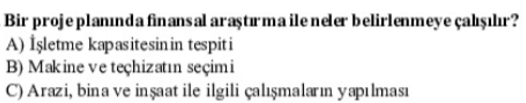 Bir proje planında finansal araştırma ile neler belirlenmeye çalışılır?
A) İşletme kapasitesinin tespiti
B) Makine ve teçhizatın seçimi
C) Arazi, bina ve inşaat ile ilgili çalışmaların yapılması